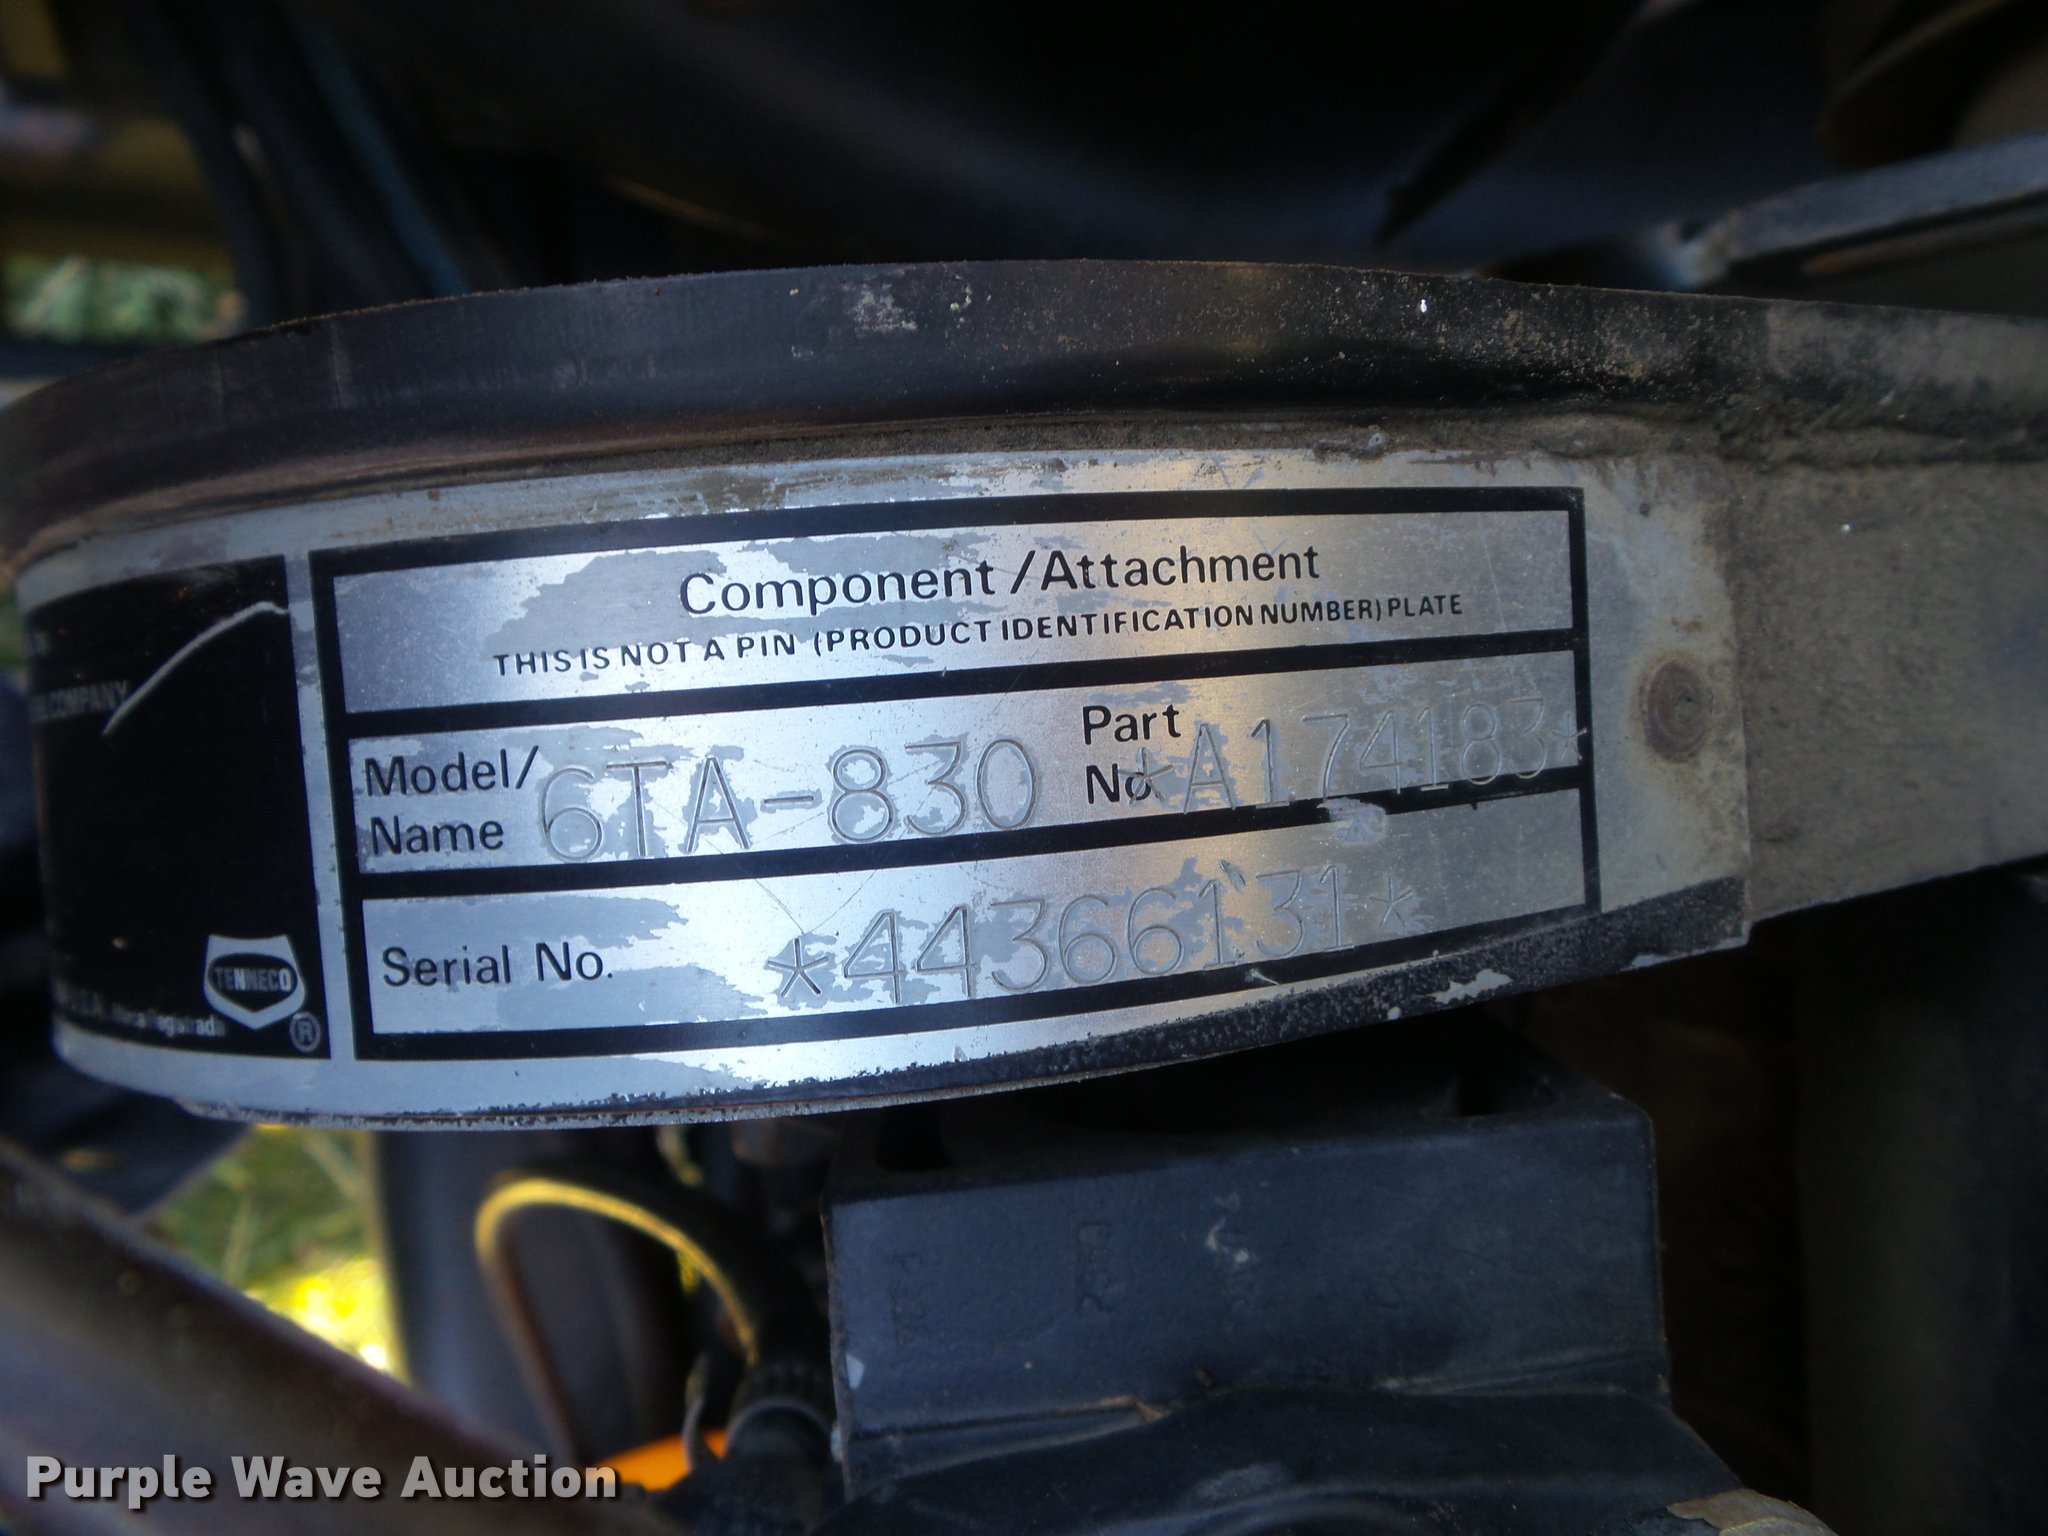 Component/Attachment
THIS IS NOT A PIN (PRODUCT IDENTIFICATION NUMBER) PLATE
Model/
Name 6TA-830
Part
No. *A174183*
Serial No. *44366131*
COMPANY
TENNECO
U.S.A.
®
Purple Wave Auction